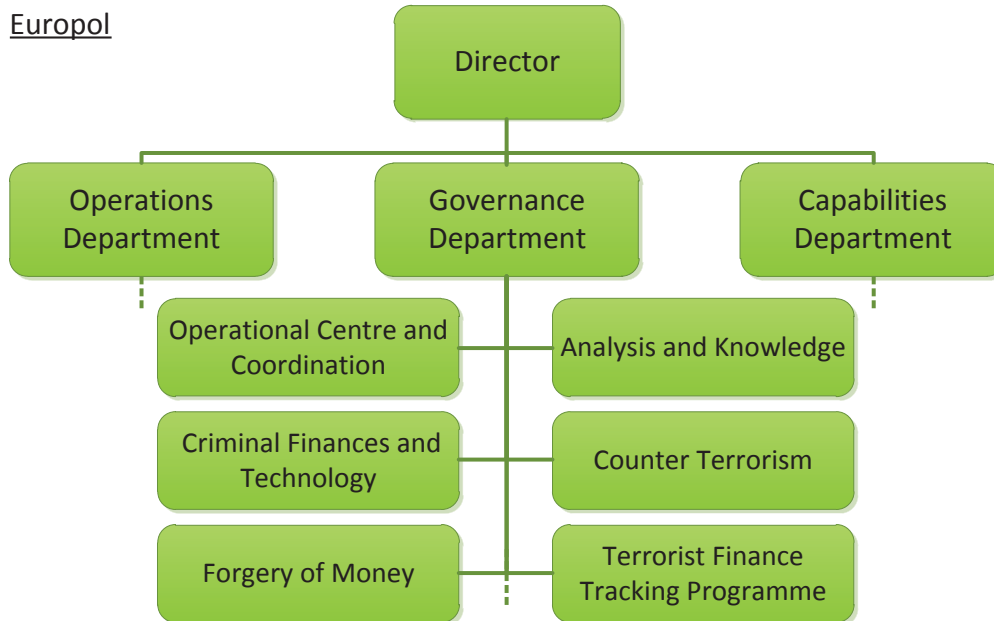 Europol
Director
Operations
Department
Governance
Department
Capabilities
Department
Operational Centre and
Coordination
Analysis and Knowledge
Criminal Finances and
Technology
Counter Terrorism
Forgery of Money
Terrorist Finance
Tracking Programme